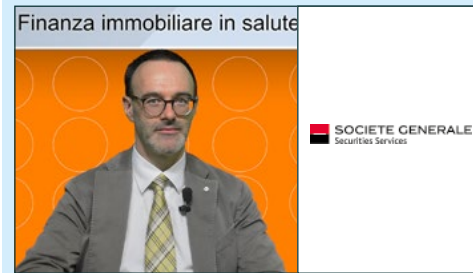 Finanza immobiliare in salute
SOCIETE GENERALE
Securities Services